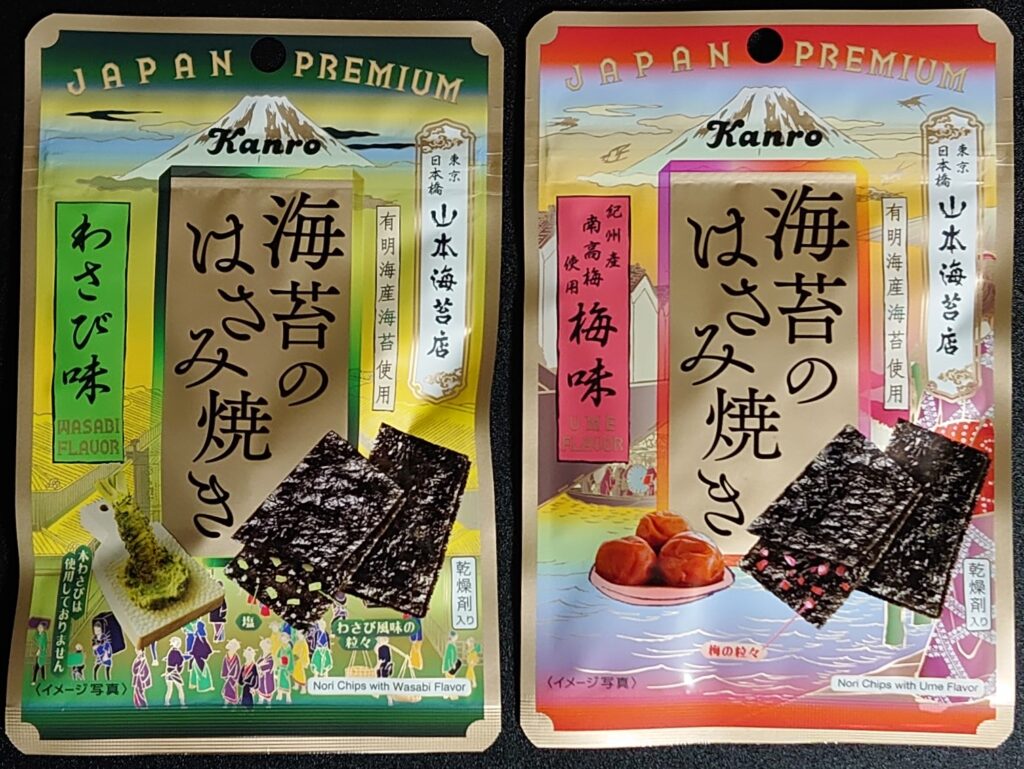 JAPAN PREMIUM
Kanro
東京
日本橋
山本海苔店
有明海産海苔使用
海苔の
はさみ焼き
わさび味
WASABI
FLAVOR
本わさびは
使用しておりません
塩
わさび風味の
粒々
乾燥剤入り
〈イメージ写真〉
Nori Chips with Wasabi Flavor
JAPAN PREMIUM
Kanro
東京
日本橋
山本海苔店
有明海産海苔使用
海苔の
はさみ焼き
紀州産
南高梅
使用
梅味
UME
FLAVOR
梅の粒々
乾燥剤入り
〈イメージ写真〉
Nori Chips with Ume Flavor